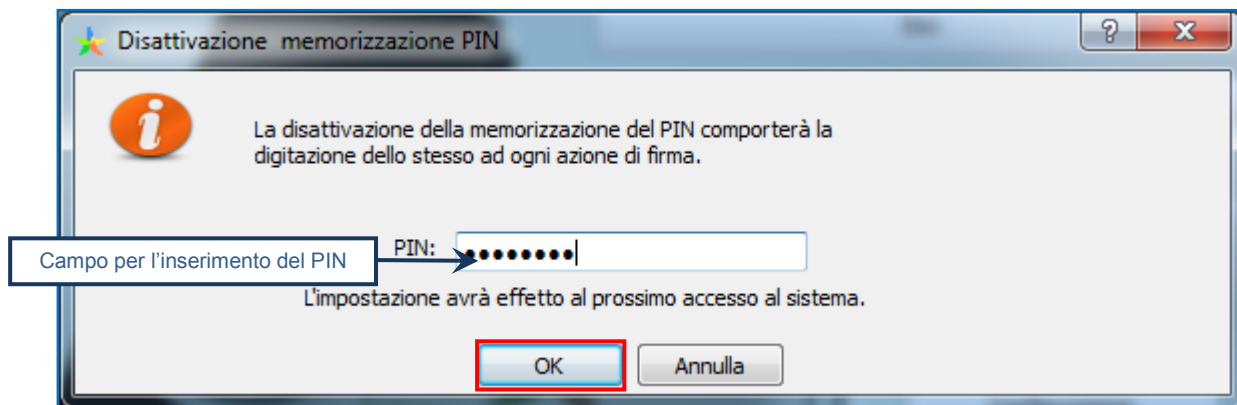 Disattivazione memorizzazione PIN
La disattivazione della memorizzazione del PIN comporterà la
digitazione dello stesso ad ogni azione di firma.
Campo per l’inserimento del PIN
PIN: ●●●●●●●●
L'impostazione avrà effetto al prossimo accesso al sistema.
OK Annulla